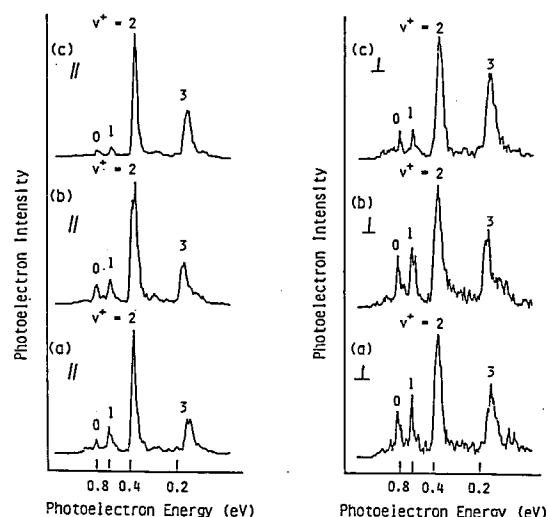 v⁺ = 2
(c)
//
3
0 1
v⁺ = 2
(b)
//
3
0 1
v⁺ = 2
(a)
//
3
0 1
0.8 0.4 0.2
Photoelectron Energy (eV)
Photoelectron Intensity
v⁺ = 2
(c)
⊥
3
0 1
v⁺ = 2
(b)
⊥
3
0 1
v⁺ = 2
(a)
⊥
3
0 1
0.8 0.4 0.2
Photoelectron Energy (eV)
Photoelectron Intensity